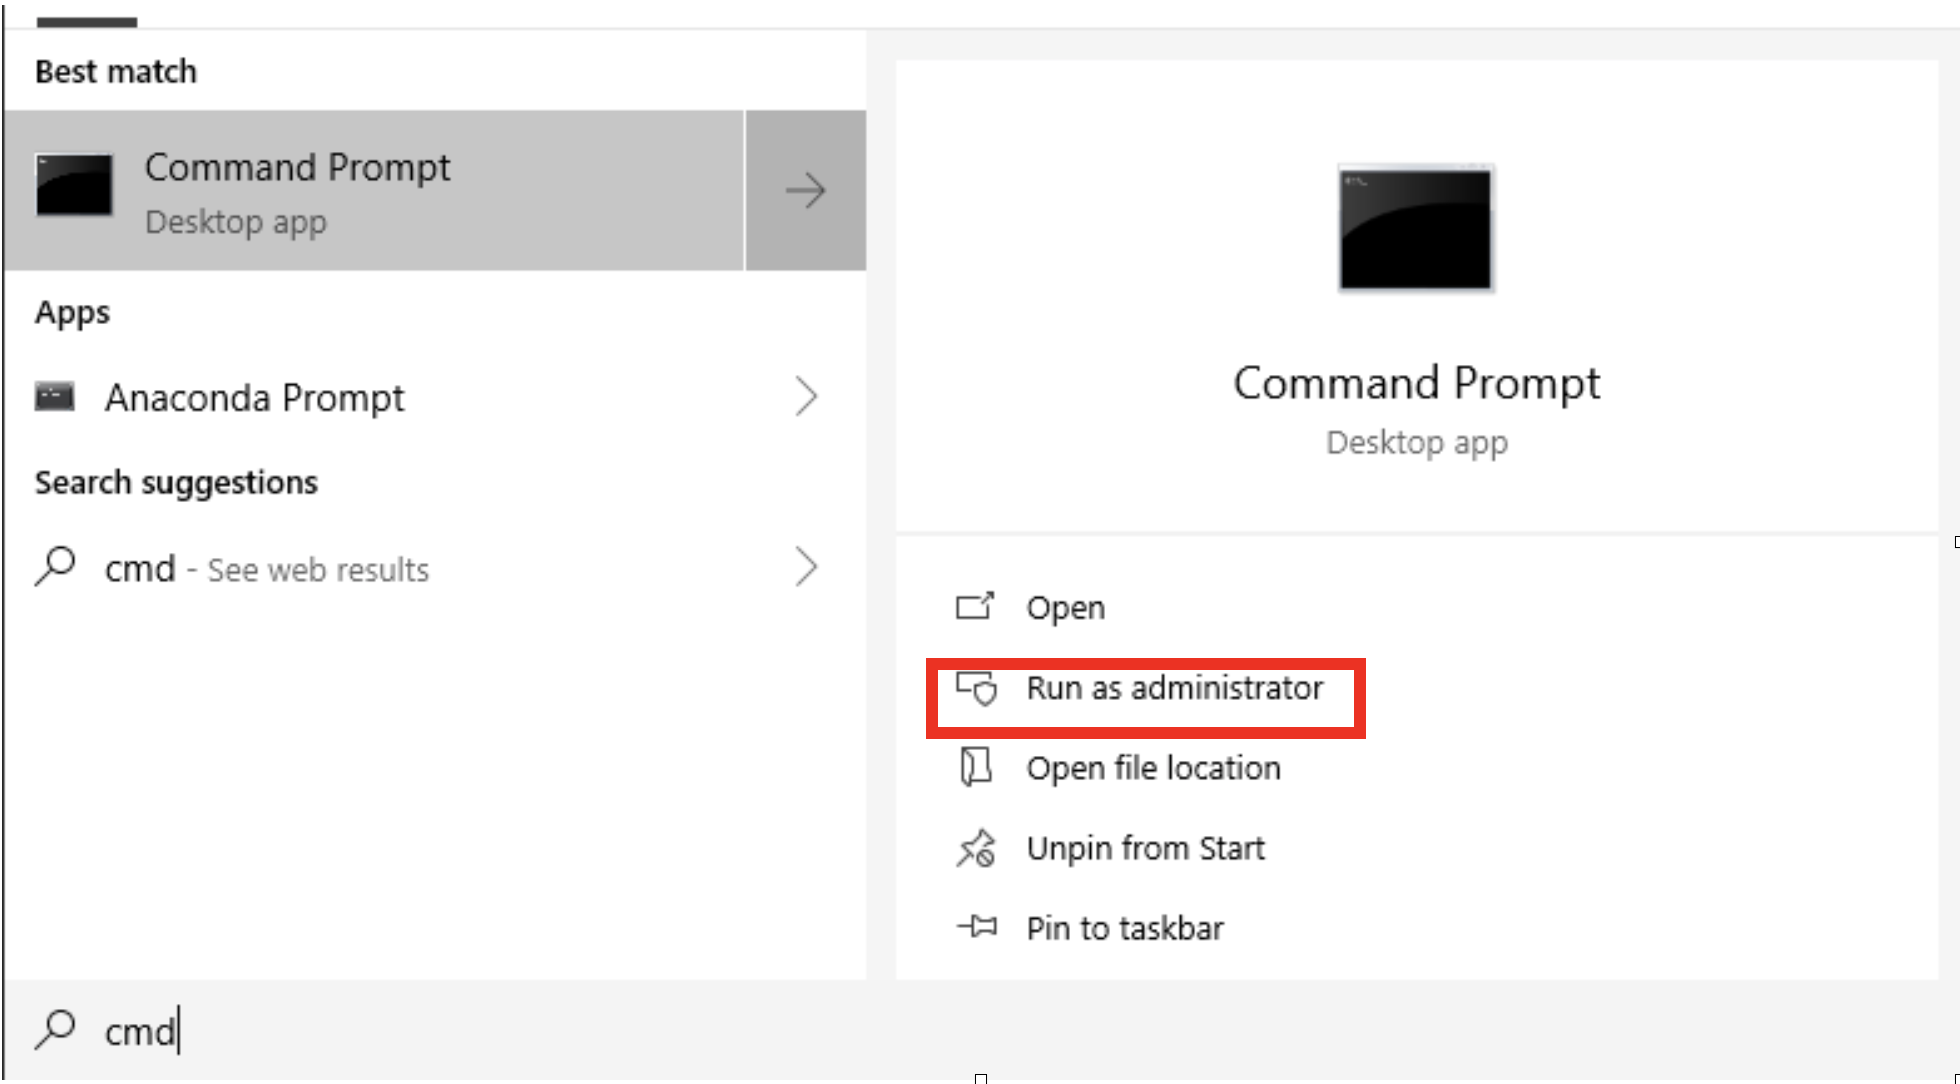 Best match
Command Prompt
Desktop app
Apps
Anaconda Prompt
Search suggestions
cmd - See web results
cmd
Command Prompt
Desktop app
Open
Run as administrator
Open file location
Unpin from Start
Pin to taskbar